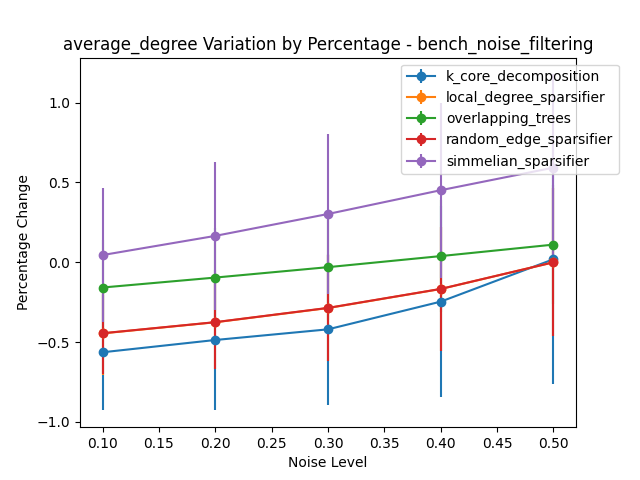 average_degree Variation by Percentage - bench_noise_filtering
k_core_decomposition
local_degree_sparsifier
overlapping_trees
random_edge_sparsifier
simmelian_sparsifier
1.0
0.5
0.0
−0.5
−1.0
Percentage Change
0.10 0.15 0.20 0.25 0.30 0.35 0.40 0.45 0.50
Noise Level